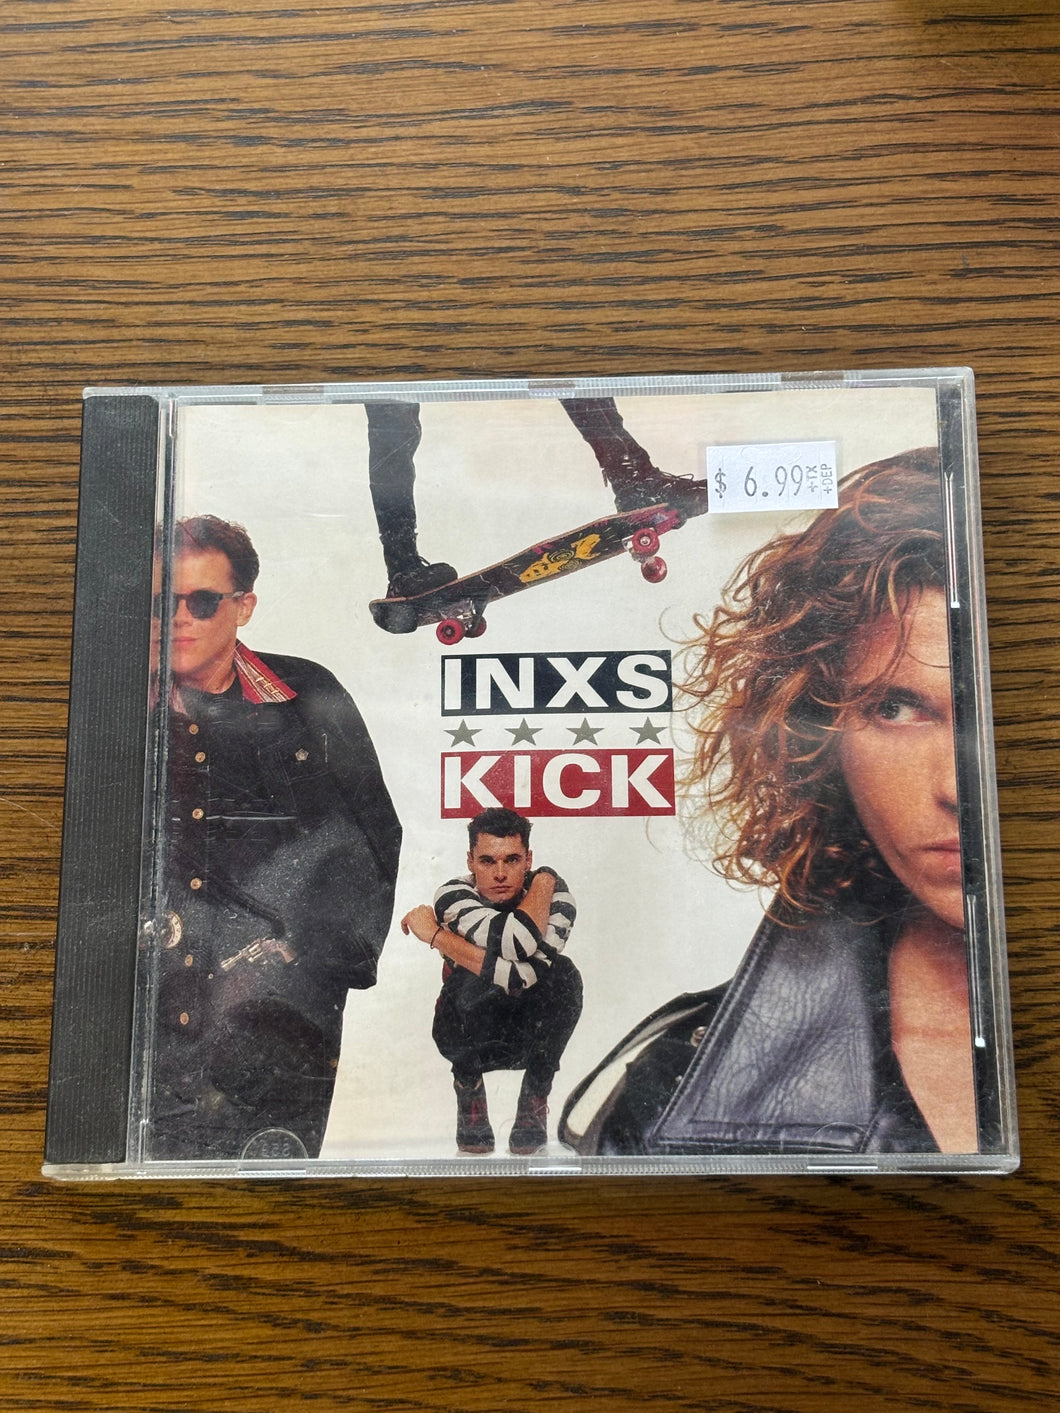 $ 6.99 +TX +DEP
INXS
KICK